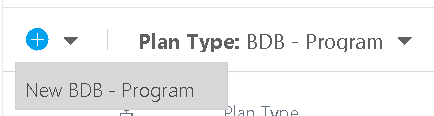 Plan Type: BDB - Program
New BDB - Program
Plan Type